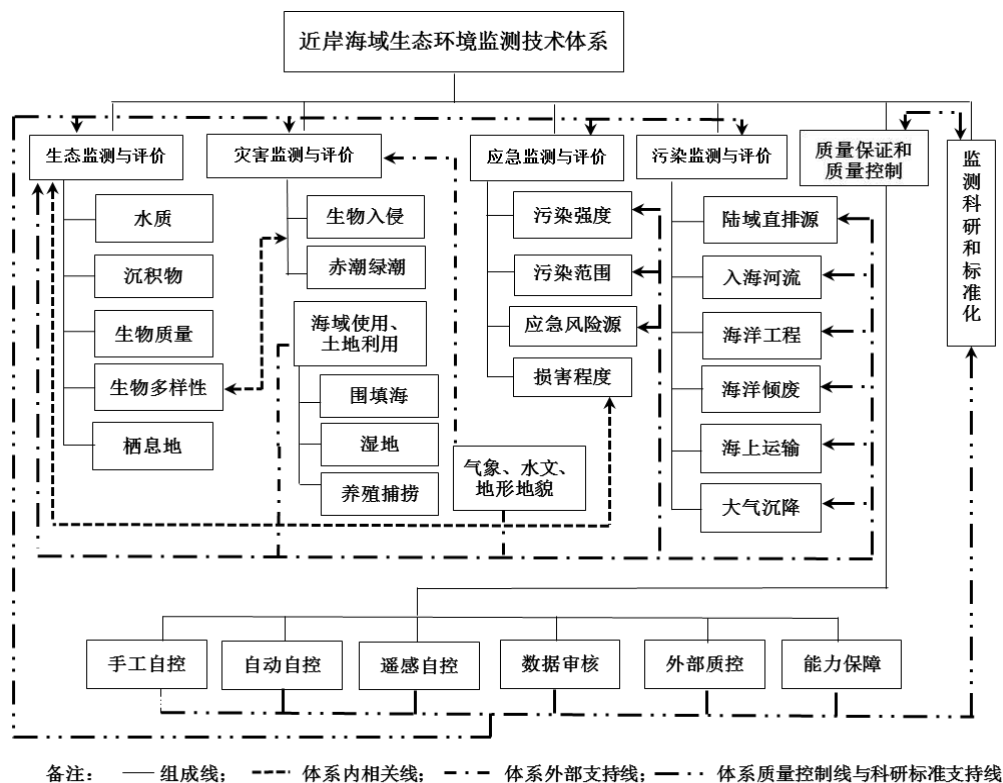 近岸海域生态环境监测技术体系
生态监测与评价
灾害监测与评价
应急监测与评价
污染监测与评价
质量保证和
质量控制
监测科研和标准化
水质
沉积物
生物质量
生物多样性
栖息地
生物入侵
赤潮绿潮
海域使用、
土地利用
围填海
湿地
养殖捕捞
气象、水文、
地形地貌
污染强度
污染范围
应急风险源
损害程度
陆域直排源
入海河流
海洋工程
海洋倾废
海上运输
大气沉降
手工自控
自动自控
遥感自控
数据审核
外部质控
能力保障
备注： 组成线； 体系内相关线； 体系外部支持线； 体系质量控制线与科研标准支持线